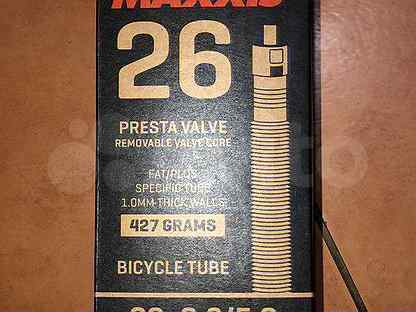 MAXXIS
26
PRESTA VALVE
REMOVABLE VALVE CORE
FAT/PLUS
SPECIFIC TUBE
1.0MM THICK WALLS
427 GRAMS
BICYCLE TUBE